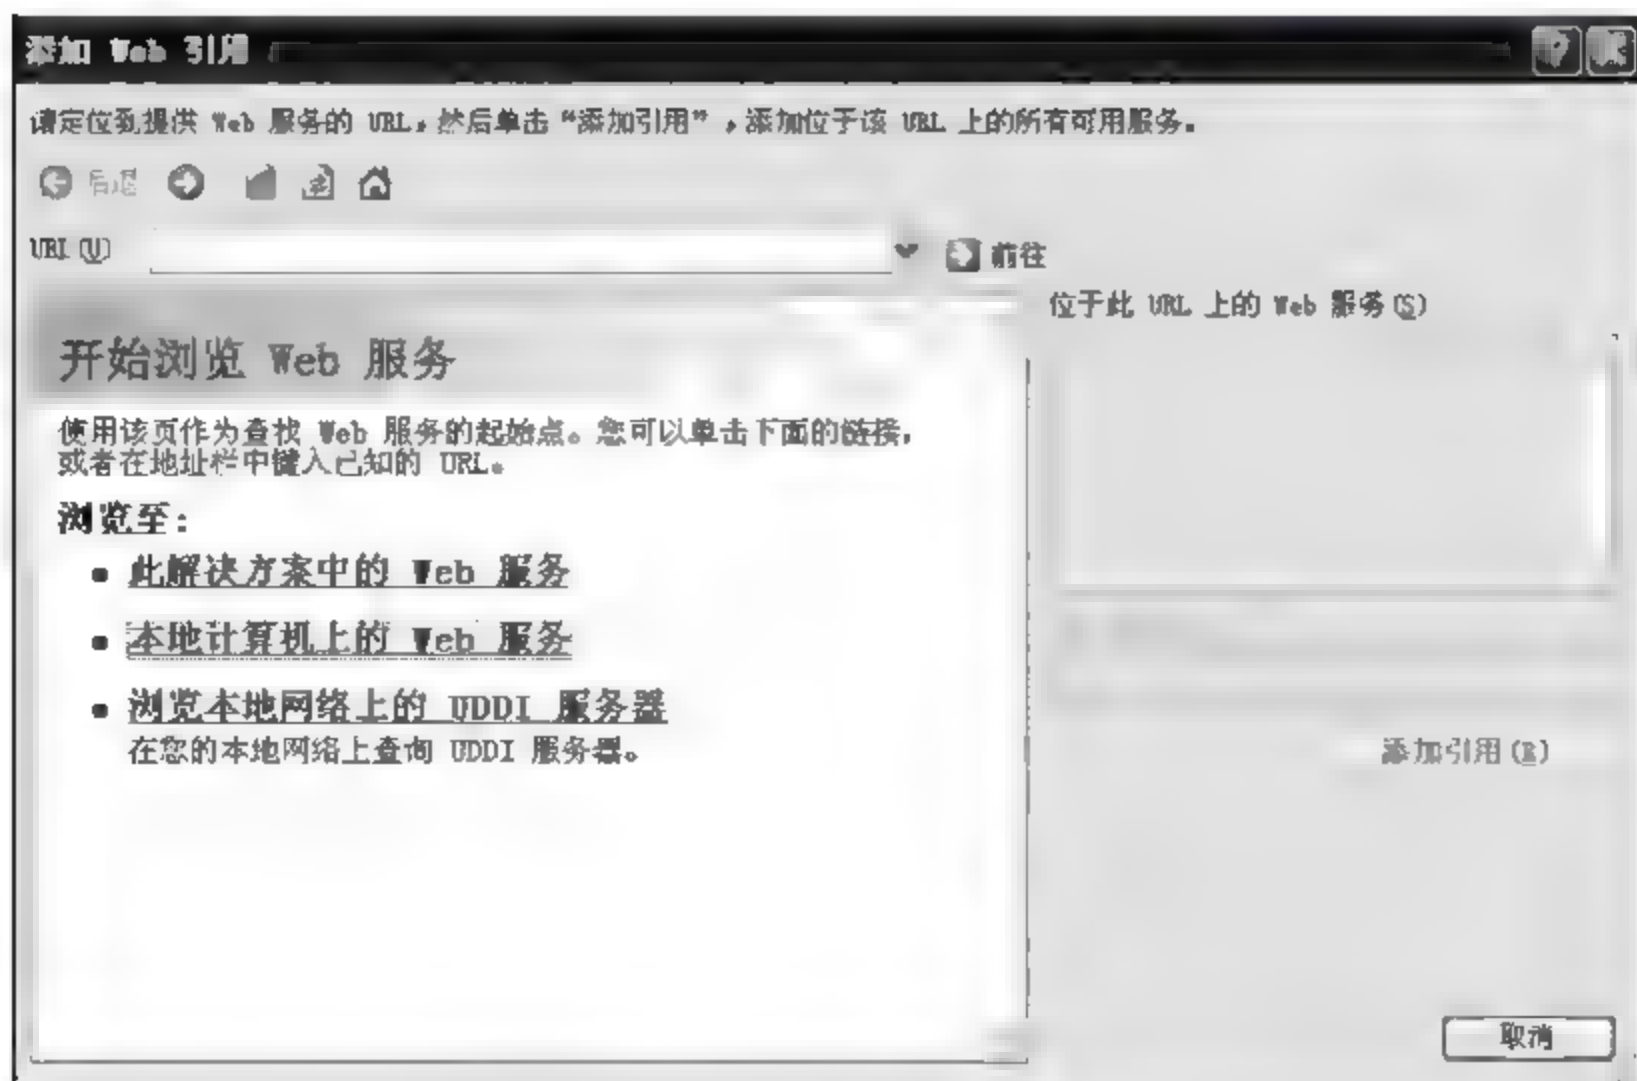 添加 Web 引用
请定位到提供 Web 服务的 URL，然后单击“添加引用”，添加位于该 URL 上的所有可用服务。
后退
URL(U)
前往
位于此 URL 上的 Web 服务(S)
开始浏览 Web 服务
使用该页作为查找 Web 服务的起始点。您可以单击下面的链接，
或者在地址栏中键入已知的 URL。
浏览至：
此解决方案中的 Web 服务
本地计算机上的 Web 服务
浏览本地网络上的 UDDI 服务器
在您的本地网络上查询 UDDI 服务器。
添加引用(R)
取消